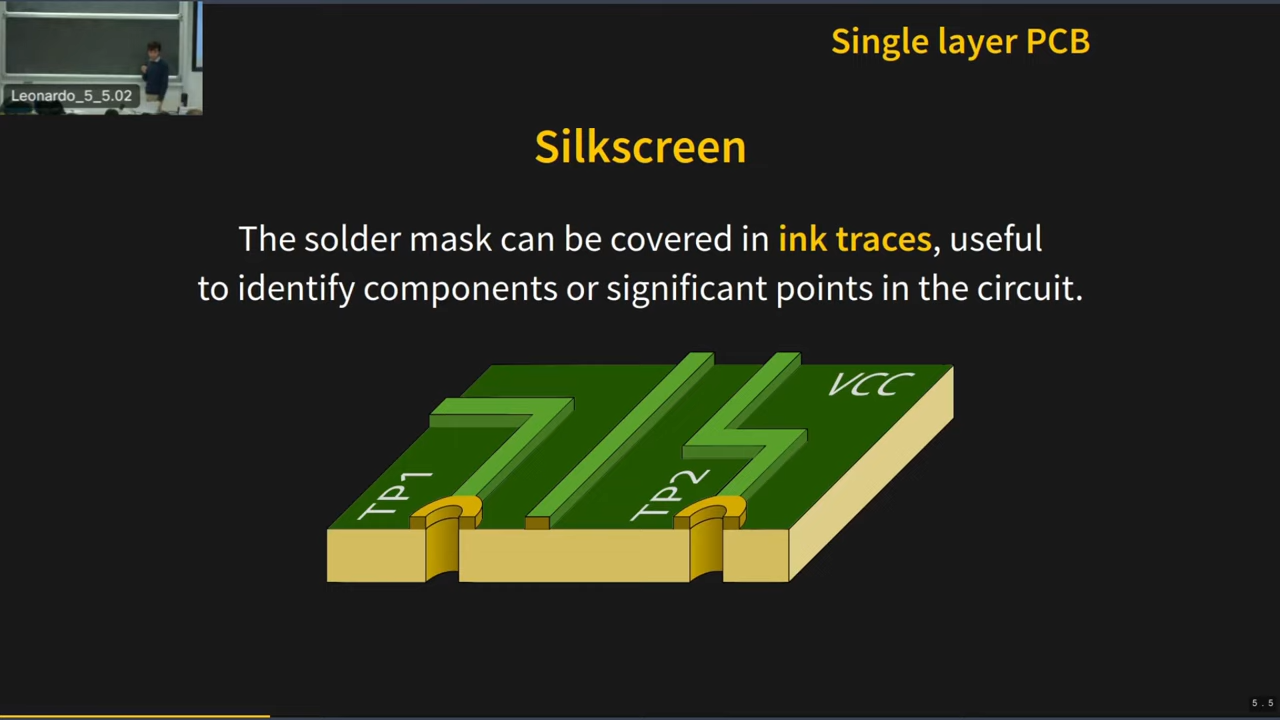 Single layer PCB
Leonardo_5_5.02
Silkscreen
The solder mask can be covered in ink traces, useful
to identify components or significant points in the circuit.
VCC
TP1
TP2
5.5